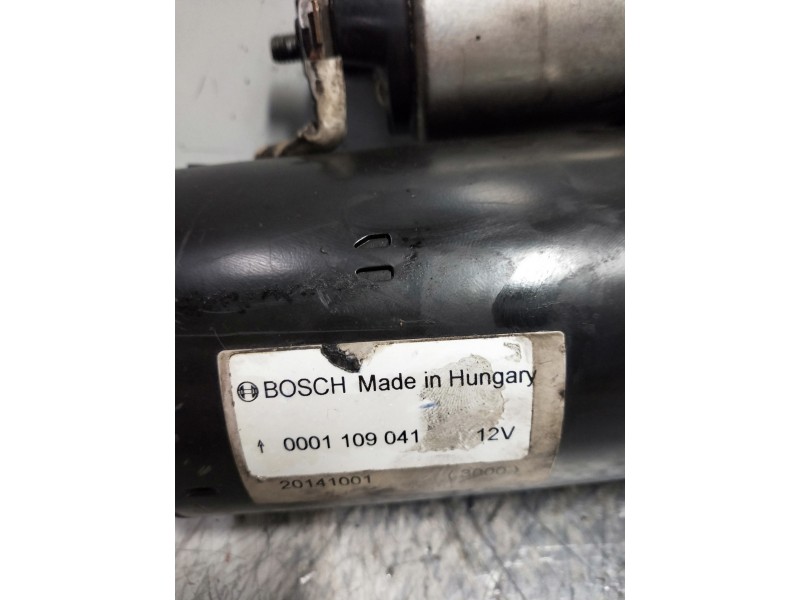 BOSCH Made in Hungary
↑ 0001 109 041 12V
20141001